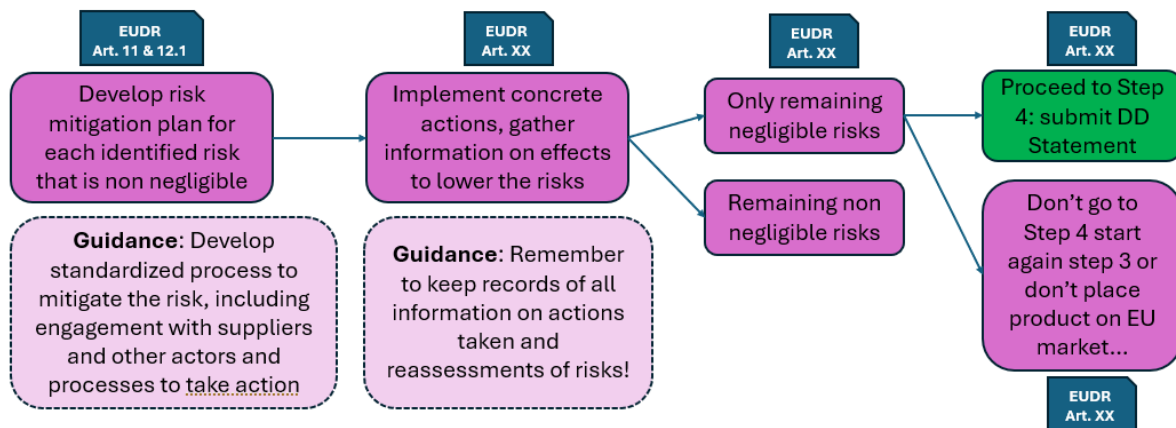 EUDR
Art. 11 & 12.1
Develop risk
mitigation plan for
each identified risk
that is non negligible
Guidance: Develop
standardized process to
mitigate the risk, including
engagement with suppliers
and other actors and
processes to take action
EUDR
Art. XX
Implement concrete
actions, gather
information on effects
to lower the risks
Guidance: Remember
to keep records of all
information on actions
taken and
reassessments of risks!
EUDR
Art. XX
Only remaining
negligible risks
Remaining non
negligible risks
EUDR
Art. XX
Proceed to Step
4: submit DD
Statement
Don’t go to
Step 4 start
again step 3 or
don’t place
product on EU
market...
EUDR
Art. XX